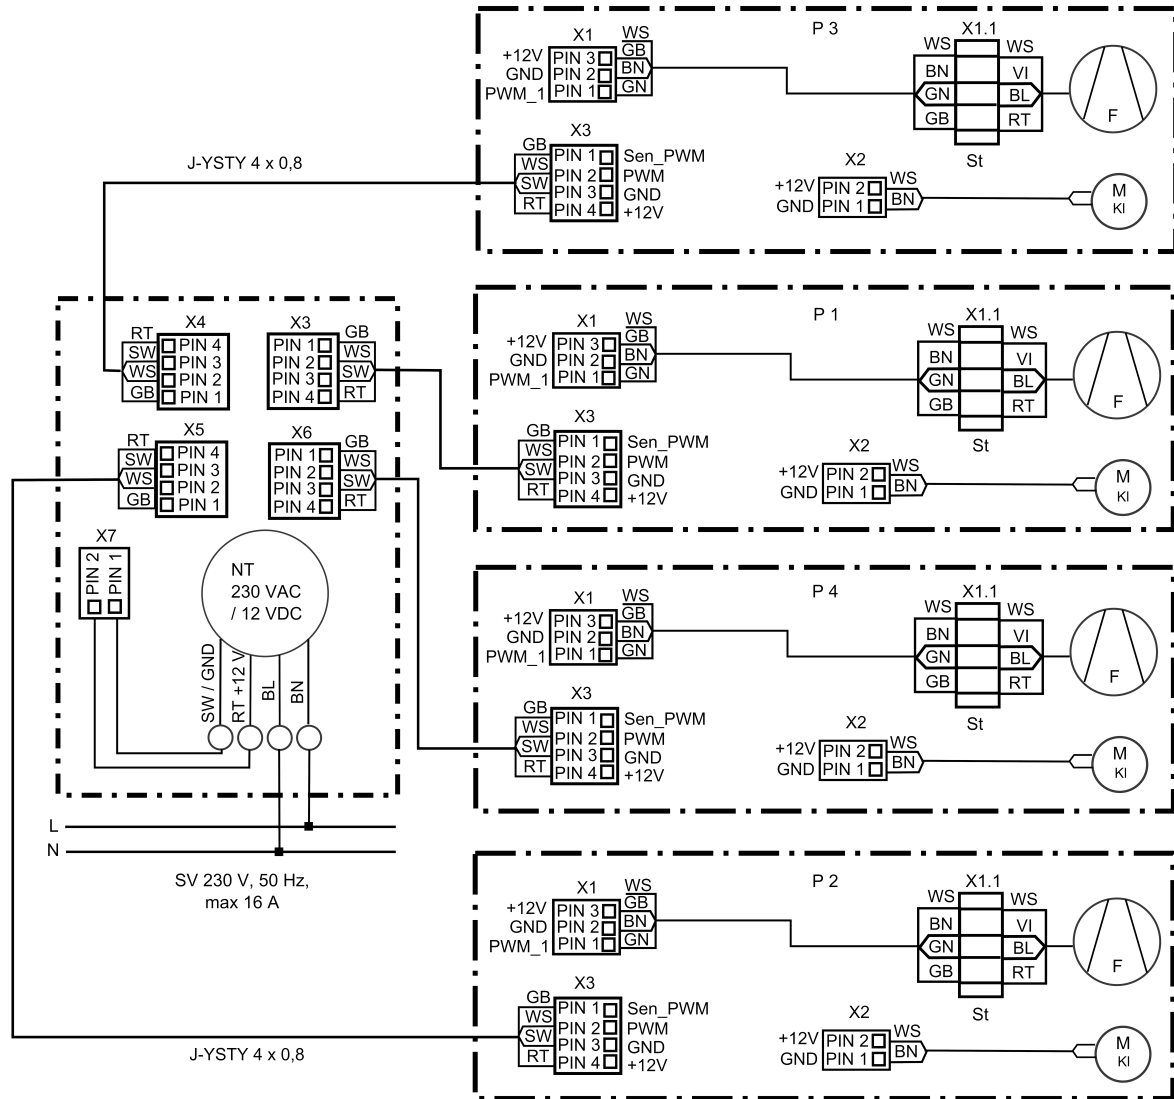 P 3
X1
WS
+12V PIN 3 GB
GND PIN 2 BN
PWM_1 PIN 1 GN
X1.1
WS WS
BN VI
GN BL
GB RT
St
F
X3
GB PIN 1 Sen_PWM
WS PIN 2 PWM
SW PIN 3 GND
RT PIN 4 +12V
X2
+12V PIN 2 WS
GND PIN 1 BN
M
KI
J-YSTY 4 x 0,8
X4
RT PIN 4
SW PIN 3
WS PIN 2
GB PIN 1
X3
PIN 1 GB
PIN 2 WS
PIN 3 SW
PIN 4 RT
X5
RT PIN 4
SW PIN 3
WS PIN 2
GB PIN 1
X6
PIN 1 GB
PIN 2 WS
PIN 3 SW
PIN 4 RT
X7
PIN 2
PIN 1
NT
230 VAC
/ 12 VDC
SW / GND
RT +12 V
BL
BN
L
N
SV 230 V, 50 Hz,
max 16 A
P 1
X1
WS
+12V PIN 3 GB
GND PIN 2 BN
PWM_1 PIN 1 GN
X1.1
WS WS
BN VI
GN BL
GB RT
St
F
X3
GB PIN 1 Sen_PWM
WS PIN 2 PWM
SW PIN 3 GND
RT PIN 4 +12V
X2
+12V PIN 2 WS
GND PIN 1 BN
M
KI
P 4
X1
WS
+12V PIN 3 GB
GND PIN 2 BN
PWM_1 PIN 1 GN
X1.1
WS WS
BN VI
GN BL
GB RT
St
F
X3
GB PIN 1 Sen_PWM
WS PIN 2 PWM
SW PIN 3 GND
RT PIN 4 +12V
X2
+12V PIN 2 WS
GND PIN 1 BN
M
KI
P 2
X1
WS
+12V PIN 3 GB
GND PIN 2 BN
PWM_1 PIN 1 GN
X1.1
WS WS
BN VI
GN BL
GB RT
St
F
X3
GB PIN 1 Sen_PWM
WS PIN 2 PWM
SW PIN 3 GND
RT PIN 4 +12V
X2
+12V PIN 2 WS
GND PIN 1 BN
M
KI
J-YSTY 4 x 0,8